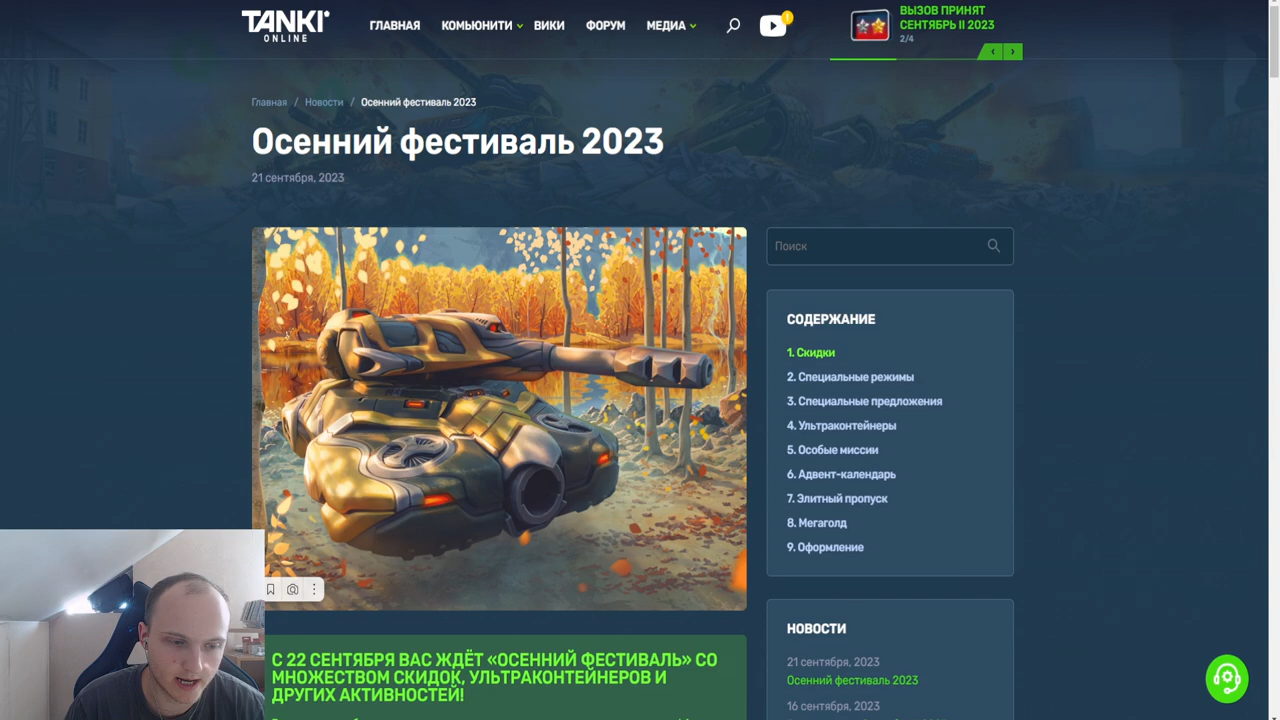 TANKI
ONLINE
ГЛАВНАЯ
КОМЬЮНИТИ
ВИКИ
ФОРУМ
МЕДИА
!
ВЫЗОВ ПРИНЯТ
СЕНТЯБРЬ II 2023
2/4
Главная / Новости / Осенний фестиваль 2023
Осенний фестиваль 2023
21 сентября, 2023
Поиск
СОДЕРЖАНИЕ
1. Скидки
2. Специальные режимы
3. Специальные предложения
4. Ультраконтейнеры
5. Особые миссии
6. Адвент-календарь
7. Элитный пропуск
8. Мегаголд
9. Оформление
С 22 СЕНТЯБРЯ ВАС ЖДЁТ «ОСЕННИЙ ФЕСТИВАЛЬ» СО
МНОЖЕСТВОМ СКИДОК, УЛЬТРАКОНТЕЙНЕРОВ И
ДРУГИХ АКТИВНОСТЕЙ!
НОВОСТИ
21 сентября, 2023
Осенний фестиваль 2023
16 сентября, 2023